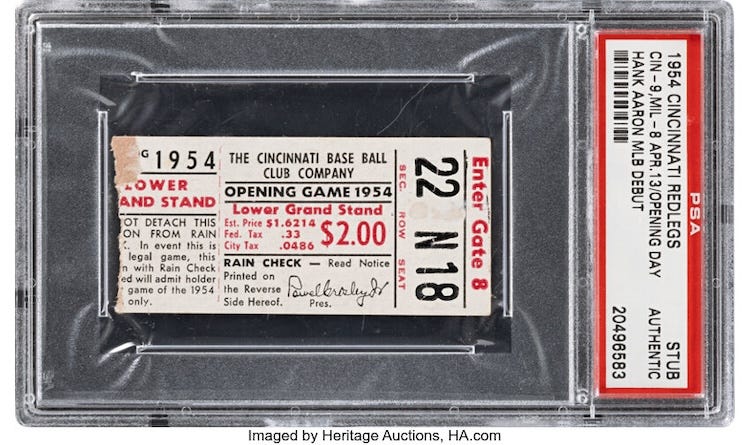 G 1954
LOWER
AND STAND
OT DETACH THIS
ON FROM RAIN
. In event this is
legal game, this
n with Rain Check
ed will admit holder
game of the 1954
only.
THE CINCINNATI BASE BALL
CLUB COMPANY
OPENING GAME 1954
Lower Grand Stand
Est. Price $1.6214
Fed. Tax .33
City Tax .0486
$2.00
RAIN CHECK — Read Notice
Printed on
the Reverse
Side Hereof.
Powel Crosley Jr
Pres.
SEC. ROW SEAT
22 N 18
Enter Gate 8
PSA
1954 CINCINNATI REDLEGS
CIN-9,MIL-8 APR.13/OPENING DAY
HANK AARON MLB DEBUT
STUB
AUTHENTIC
20496583
Imaged by Heritage Auctions, HA.com